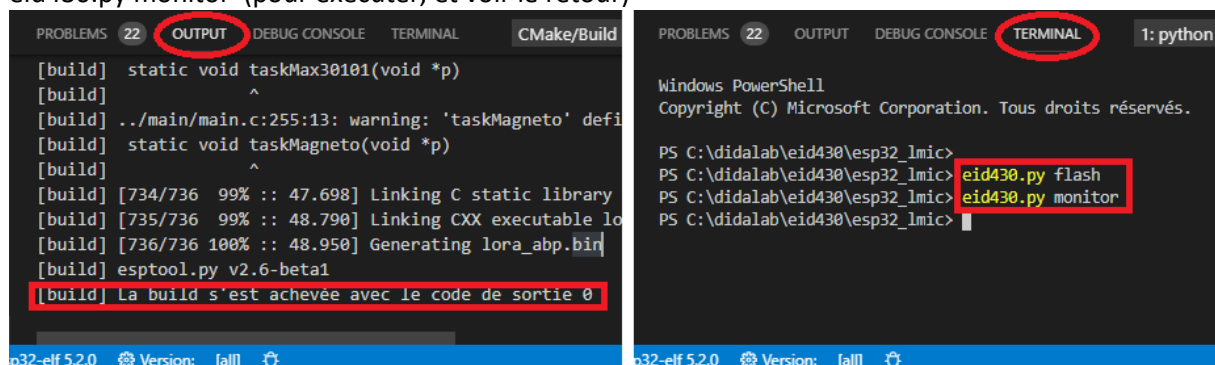 eid430.py monitor (pour exécuter, et voir le retour)
PROBLEMS 22 OUTPUT DEBUG CONSOLE TERMINAL CMake/Build
[build] static void taskMax30101(void *p)
[build] ^
[build] ../main/main.c:255:13: warning: 'taskMagneto' defi
[build] static void taskMagneto(void *p)
[build] ^
[build] [734/736 99% :: 47.698] Linking C static library
[build] [735/736 99% :: 48.790] Linking CXX executable lo
[build] [736/736 100% :: 48.950] Generating lora_abp.bin
[build] esptool.py v2.6-beta1
[build] La build s'est achevée avec le code de sortie 0
p32-elf 5.2.0 Version: [all]
PROBLEMS 22 OUTPUT DEBUG CONSOLE TERMINAL 1: python
Windows PowerShell
Copyright (C) Microsoft Corporation. Tous droits réservés.
PS C:\didalab\eid430\esp32_lmic>
PS C:\didalab\eid430\esp32_lmic> eid430.py flash
PS C:\didalab\eid430\esp32_lmic> eid430.py monitor
PS C:\didalab\eid430\esp32_lmic>
p32-elf 5.2.0 Version: [all]